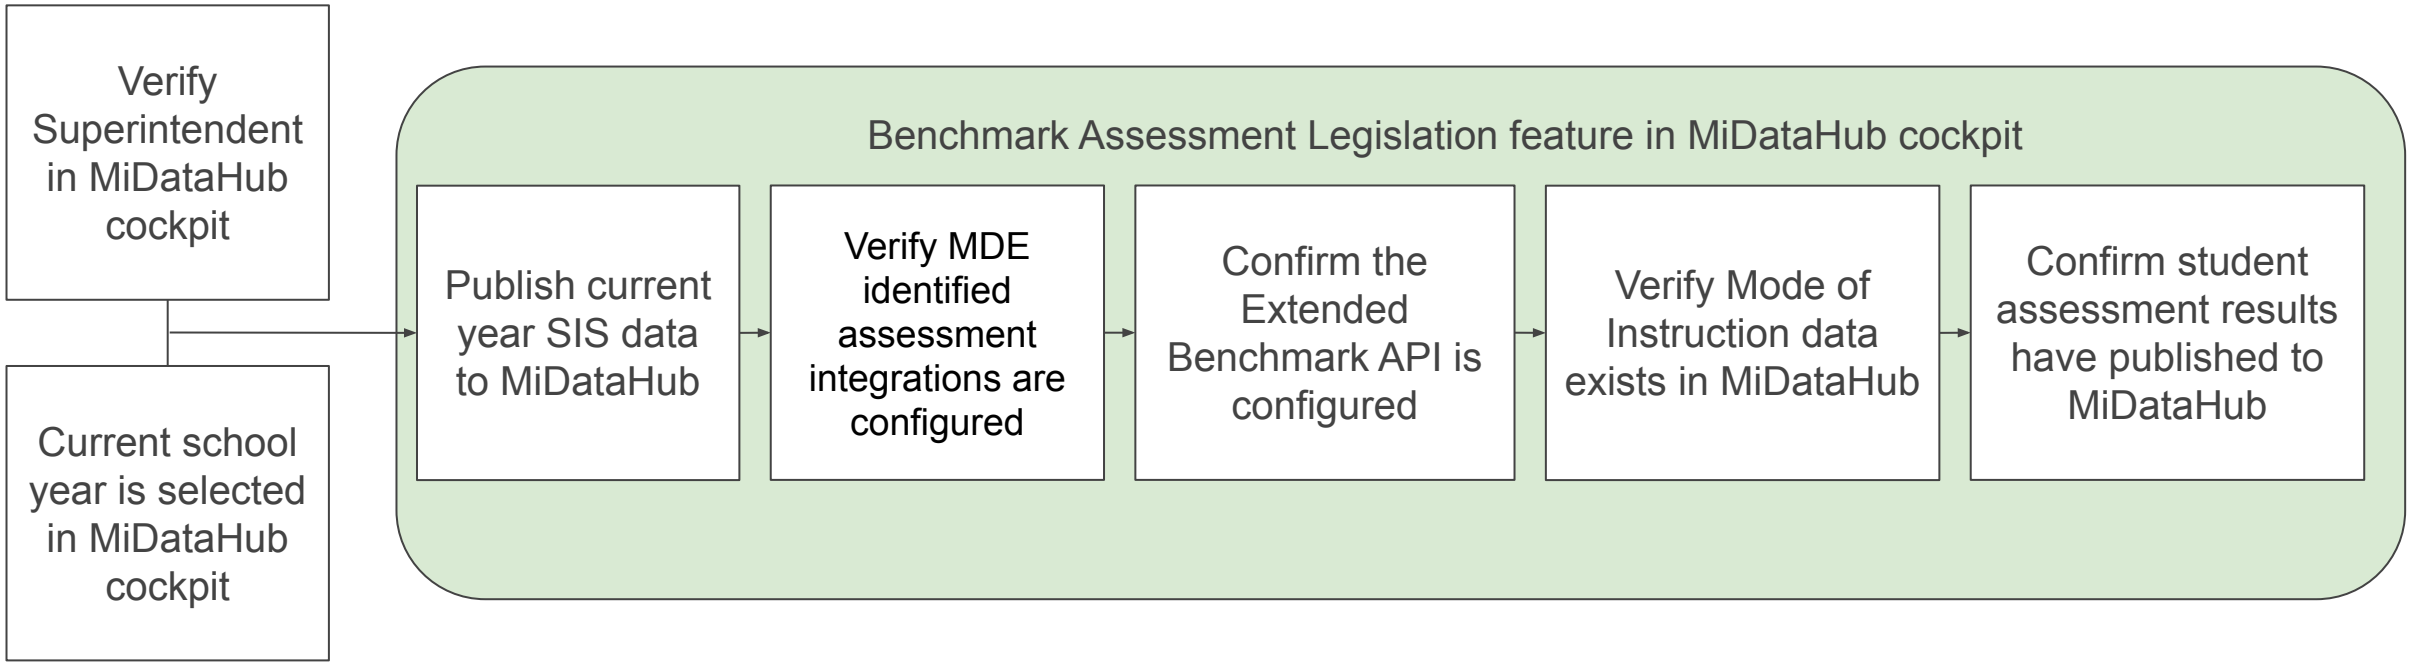 Verify
Superintendent
in MiDataHub
cockpit
Current school
year is selected
in MiDataHub
cockpit
Benchmark Assessment Legislation feature in MiDataHub cockpit
Publish current
year SIS data
to MiDataHub
Verify MDE
identified
assessment
integrations are
configured
Confirm the
Extended
Benchmark API is
configured
Verify Mode of
Instruction data
exists in MiDataHub
Confirm student
assessment results
have published to
MiDataHub